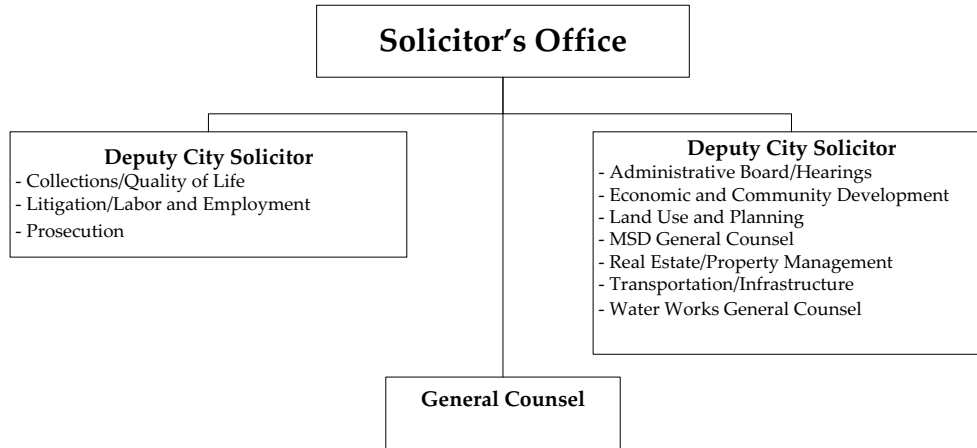 Solicitor’s Office
Deputy City Solicitor
- Collections/Quality of Life
- Litigation/Labor and Employment
- Prosecution
Deputy City Solicitor
- Administrative Board/Hearings
- Economic and Community Development
- Land Use and Planning
- MSD General Counsel
- Real Estate/Property Management
- Transportation/Infrastructure
- Water Works General Counsel
General Counsel